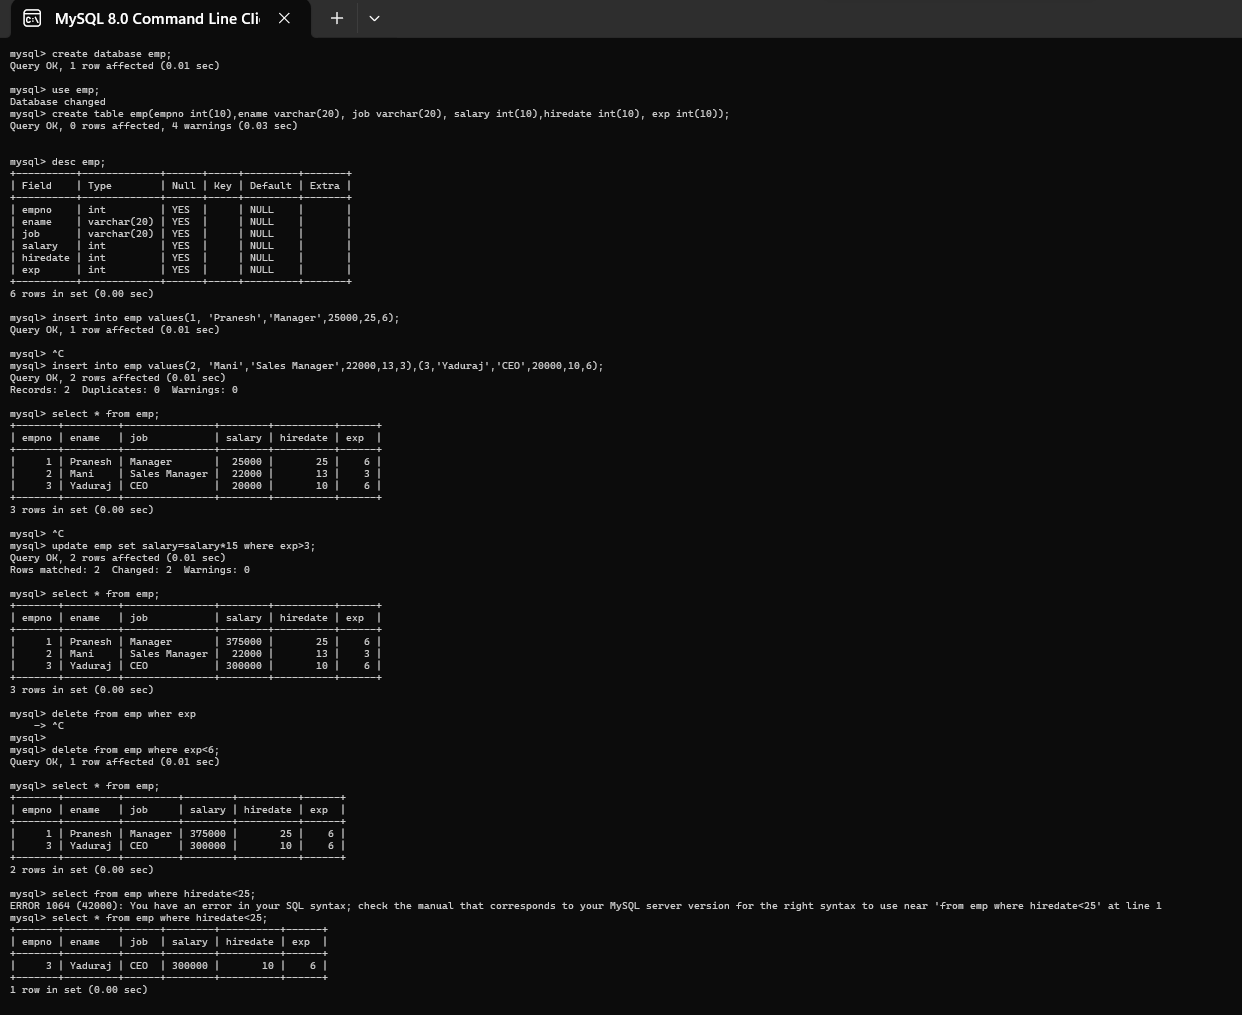 MySQL 8.0 Command Line Cli
mysql> create database emp;
Query OK, 1 row affected (0.01 sec)

mysql> use emp;
Database changed
mysql> create table emp(empno int(10),ename varchar(20), job varchar(20), salary int(10),hiredate int(10), exp int(10));
Query OK, 0 rows affected, 4 warnings (0.03 sec)

mysql> desc emp;
+----------+-------------+------+-----+---------+-------+
| Field    | Type        | Null | Key | Default | Extra |
+----------+-------------+------+-----+---------+-------+
| empno    | int         | YES  |     | NULL    |       |
| ename    | varchar(20) | YES  |     | NULL    |       |
| job      | varchar(20) | YES  |     | NULL    |       |
| salary   | int         | YES  |     | NULL    |       |
| hiredate | int         | YES  |     | NULL    |       |
| exp      | int         | YES  |     | NULL    |       |
+----------+-------------+------+-----+---------+-------+
6 rows in set (0.00 sec)

mysql> insert into emp values(1, 'Pranesh','Manager',25000,25,6);
Query OK, 1 row affected (0.01 sec)

mysql> ^C
mysql> insert into emp values(2, 'Mani','Sales Manager',22000,13,3),(3,'Yaduraj','CEO',20000,10,6);
Query OK, 2 rows affected (0.01 sec)
Records: 2  Duplicates: 0  Warnings: 0

mysql> select * from emp;
+-------+---------+---------------+--------+----------+------+
| empno | ename   | job           | salary | hiredate | exp  |
+-------+---------+---------------+--------+----------+------+
|     1 | Pranesh | Manager       |  25000 |       25 |    6 |
|     2 | Mani    | Sales Manager |  22000 |       13 |    3 |
|     3 | Yaduraj | CEO           |  20000 |       10 |    6 |
+-------+---------+---------------+--------+----------+------+
3 rows in set (0.00 sec)

mysql> ^C
mysql> update emp set salary=salary*15 where exp>3;
Query OK, 2 rows affected (0.01 sec)
Rows matched: 2  Changed: 2  Warnings: 0

mysql> select * from emp;
+-------+---------+---------------+--------+----------+------+
| empno | ename   | job           | salary | hiredate | exp  |
+-------+---------+---------------+--------+----------+------+
|     1 | Pranesh | Manager       | 375000 |       25 |    6 |
|     2 | Mani    | Sales Manager |  22000 |       13 |    3 |
|     3 | Yaduraj | CEO           | 300000 |       10 |    6 |
+-------+---------+---------------+--------+----------+------+
3 rows in set (0.00 sec)

mysql> delete from emp wher exp
    -> ^C
mysql>
mysql> delete from emp where exp<6;
Query OK, 1 row affected (0.01 sec)

mysql> select * from emp;
+-------+---------+---------+--------+----------+------+
| empno | ename   | job     | salary | hiredate | exp  |
+-------+---------+---------+--------+----------+------+
|     1 | Pranesh | Manager | 375000 |       25 |    6 |
|     3 | Yaduraj | CEO     | 300000 |       10 |    6 |
+-------+---------+---------+--------+----------+------+
2 rows in set (0.00 sec)

mysql> select from emp where hiredate<25;
ERROR 1064 (42000): You have an error in your SQL syntax; check the manual that corresponds to your MySQL server version for the right syntax to use near 'from emp where hiredate<25' at line 1
mysql> select * from emp where hiredate<25;
+-------+---------+------+--------+----------+------+
| empno | ename   | job  | salary | hiredate | exp  |
+-------+---------+------+--------+----------+------+
|     3 | Yaduraj | CEO  | 300000 |       10 |    6 |
+-------+---------+------+--------+----------+------+
1 row in set (0.00 sec)